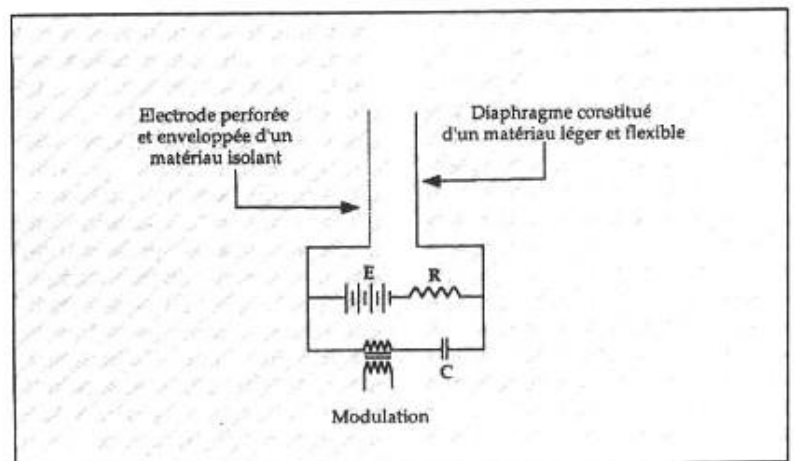 Electrode perforée
et enveloppée d'un
matériau isolant
Diaphragme constitué
d'un matériau léger et flexible
E
R
C
Modulation